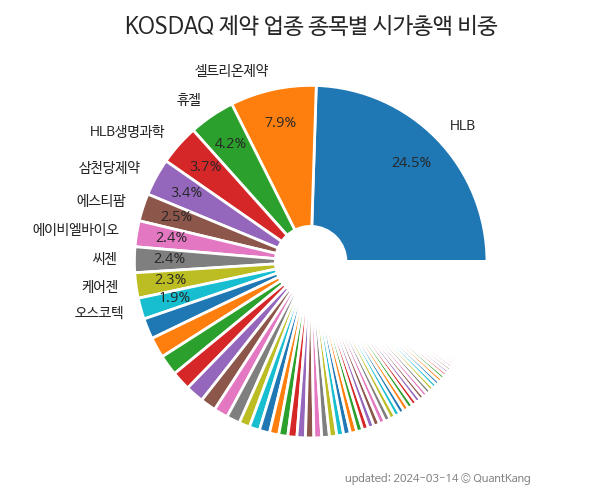 KOSDAQ 제약 업종 종목별 시가총액 비중
HLB
24.5%
셀트리온제약
7.9%
휴젤
4.2%
HLB생명과학
3.7%
삼천당제약
3.4%
에스티팜
2.5%
에이비엘바이오
2.4%
씨젠
2.4%
케어젠
2.3%
오스코텍
1.9%
updated: 2024-03-14 © QuantKang